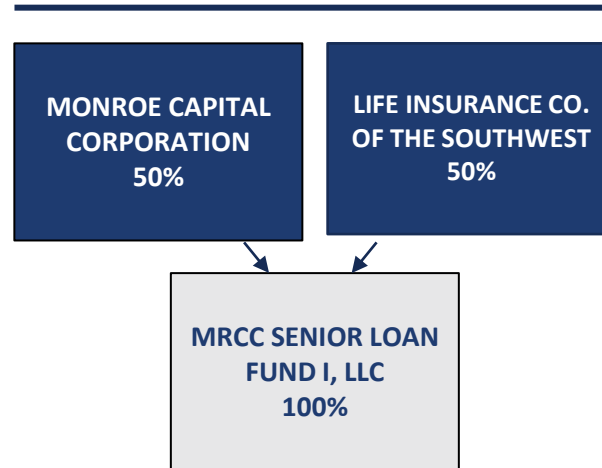 MONROE CAPITAL
CORPORATION
50%
LIFE INSURANCE CO.
OF THE SOUTHWEST
50%
MRCC SENIOR LOAN
FUND I, LLC
100%